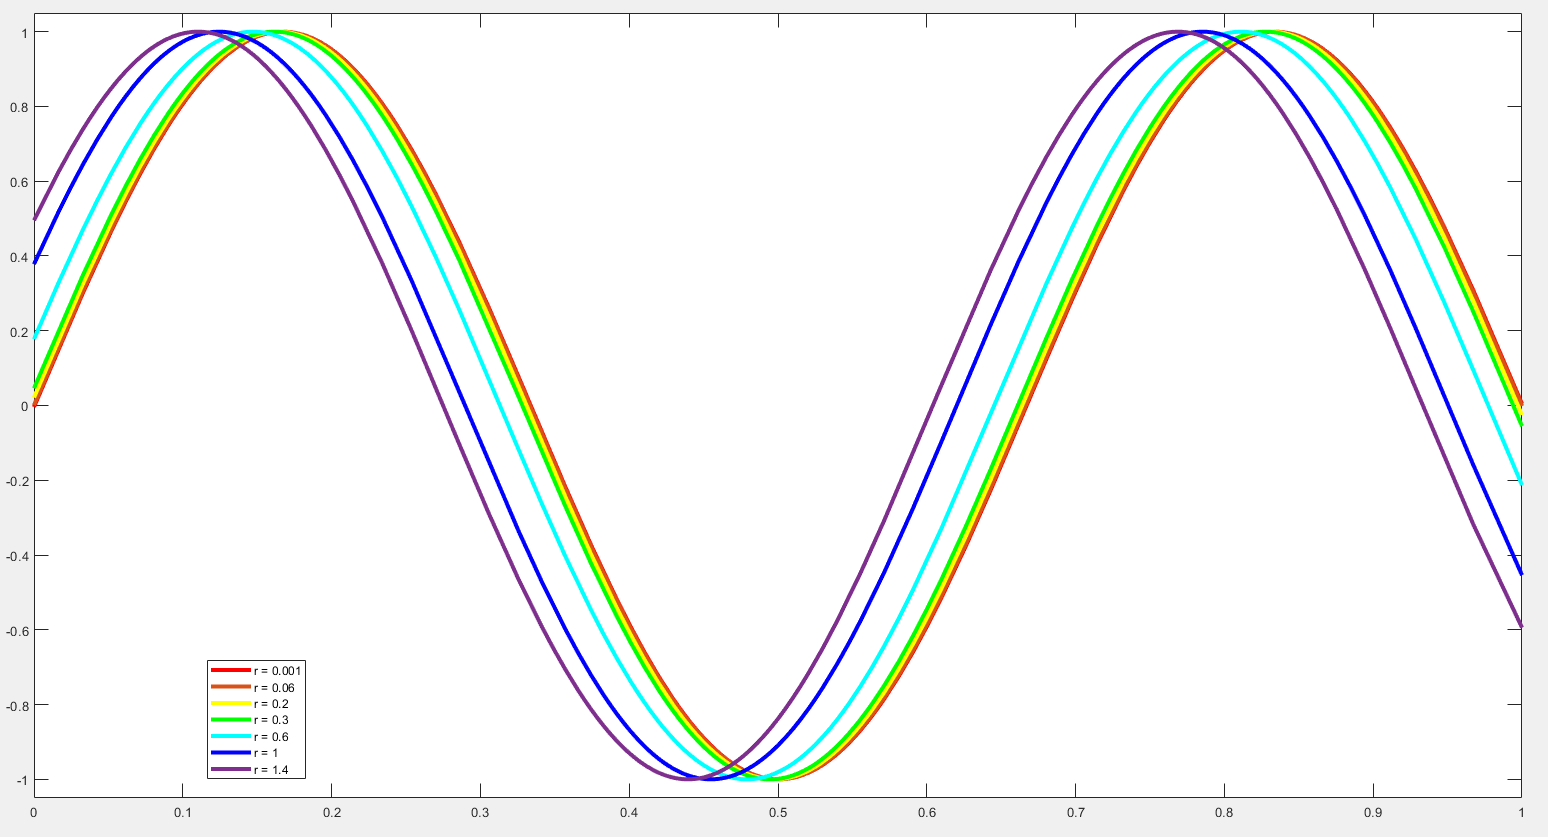 1
0.8
0.6
0.4
0.2
0
-0.2
-0.4
-0.6
-0.8
-1
r = 0.001
r = 0.06
r = 0.2
r = 0.3
r = 0.6
r = 1
r = 1.4
0 0.1 0.2 0.3 0.4 0.5 0.6 0.7 0.8 0.9 1